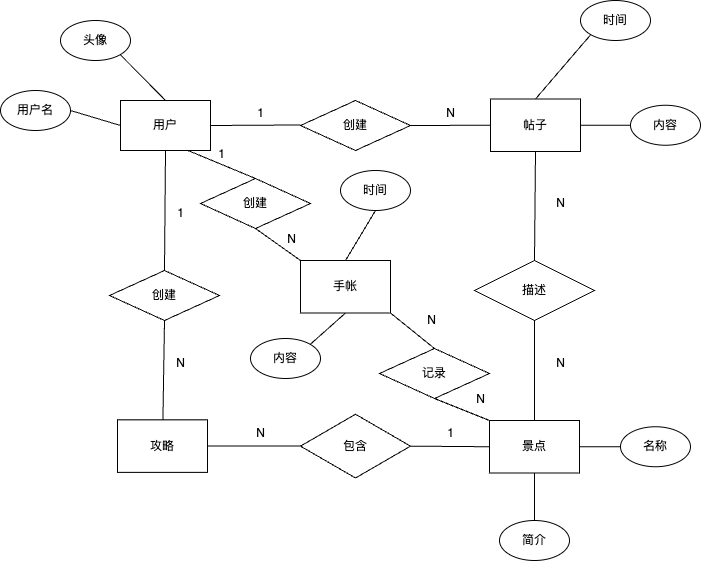 时间
头像
用户名
用户
1
创建
N
帖子
内容
1
时间
创建
N
1
N
手帐
创建
描述
N
内容
N
记录
N
N
攻略
N
包含
1
景点
名称
简介